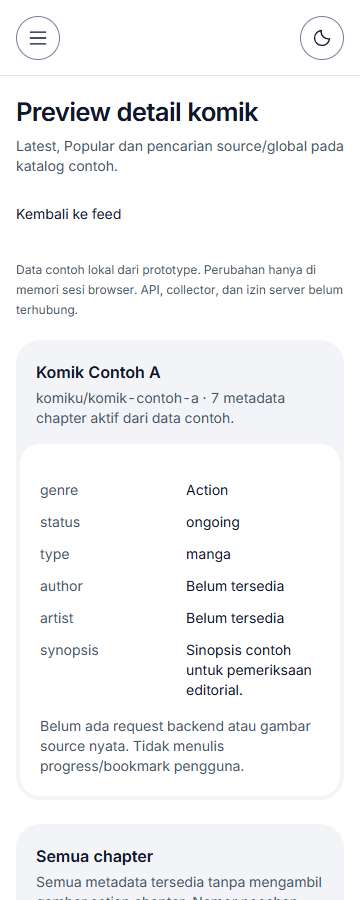 Preview detail komik
Latest, Popular dan pencarian source/global pada
katalog contoh.
Kembali ke feed
Data contoh lokal dari prototype. Perubahan hanya di
memori sesi browser. API, collector, dan izin server belum
terhubung.
Komik Contoh A
komiku/komik-contoh-a · 7 metadata
chapter aktif dari data contoh.
genre Action
status ongoing
type manga
author Belum tersedia
artist Belum tersedia
synopsis Sinopsis contoh
untuk pemeriksaan
editorial.
Belum ada request backend atau gambar
source nyata. Tidak menulis
progress/bookmark pengguna.
Semua chapter
Semua metadata tersedia tanpa mengambil